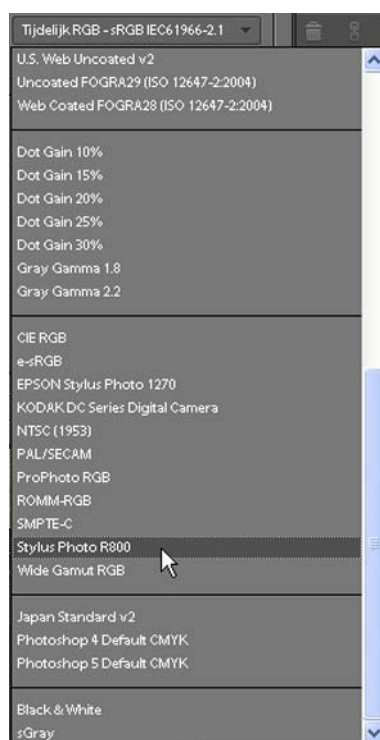 Tijdelijk RGB - sRGB IEC61966-2.1
U.S. Web Uncoated v2
Uncoated FOGRA29 (ISO 12647-2:2004)
Web Coated FOGRA28 (ISO 12647-2:2004)
Dot Gain 10%
Dot Gain 15%
Dot Gain 20%
Dot Gain 25%
Dot Gain 30%
Gray Gamma 1.8
Gray Gamma 2.2
CIE RGB
e-sRGB
EPSON Stylus Photo 1270
KODAK DC Series Digital Camera
NTSC (1953)
PAL/SECAM
ProPhoto RGB
ROMM-RGB
SMPTE-C
Stylus Photo R800
Wide Gamut RGB
Japan Standard v2
Photoshop 4 Default CMYK
Photoshop 5 Default CMYK
Black & White
sGray